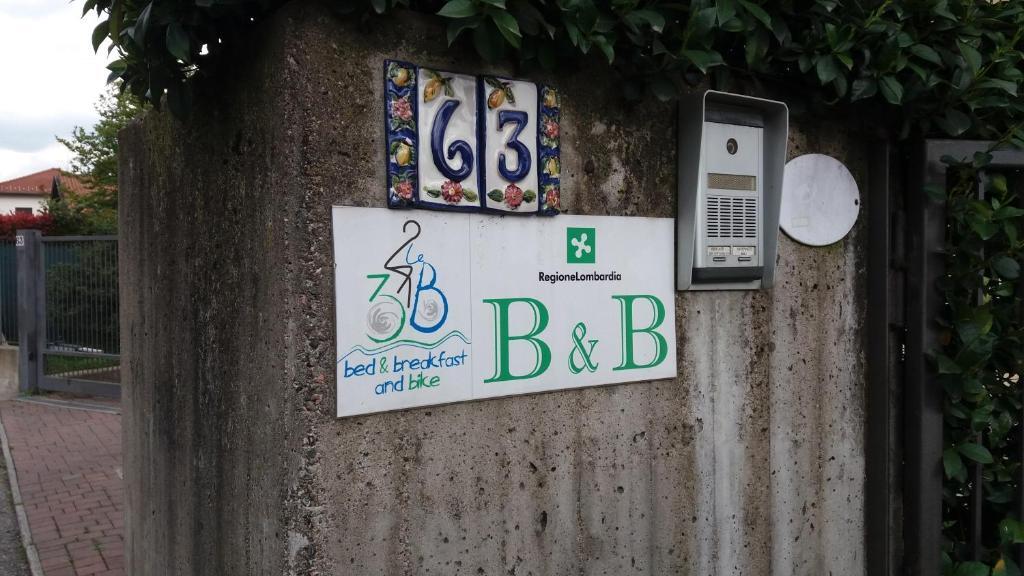 63
Le
3B
bed & breakfast
and bike
RegioneLombardia
B & B